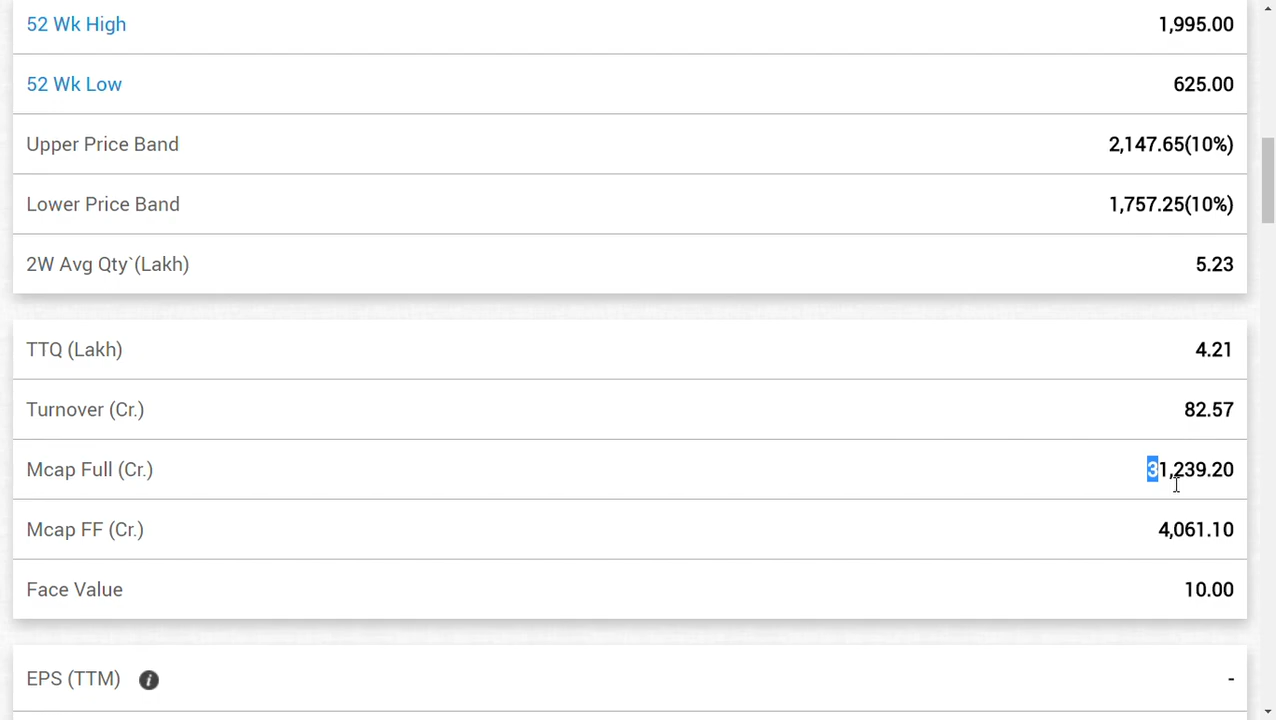 52 Wk High 1,995.00
52 Wk Low 625.00
Upper Price Band 2,147.65(10%)
Lower Price Band 1,757.25(10%)
2W Avg Qty`(Lakh) 5.23
TTQ (Lakh) 4.21
Turnover (Cr.) 82.57
Mcap Full (Cr.) 31,239.20
Mcap FF (Cr.) 4,061.10
Face Value 10.00
EPS (TTM) i -